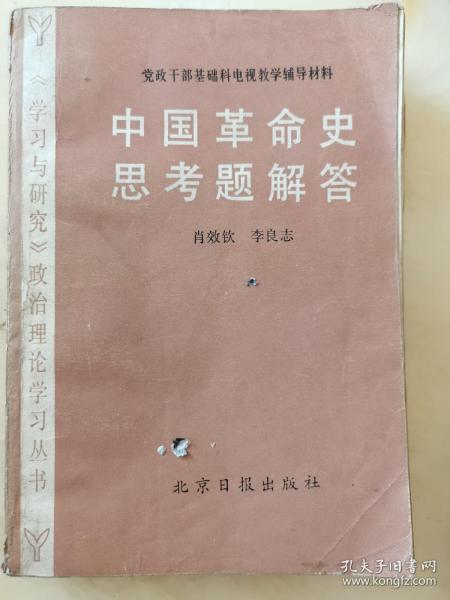 党政干部基础科电视教学辅导材料
中国革命史
思考题解答
肖效钦 李良志
《学习与研究》政治理论学习丛书
北京日报出版社
孔夫子旧书网
www.kongfz.com